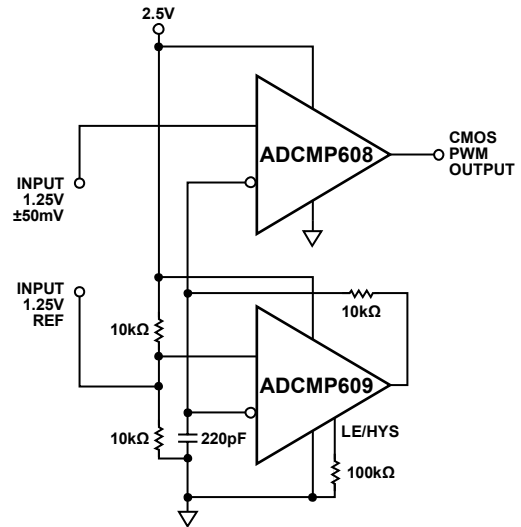 2.5V
ADCMP608
CMOS
PWM
OUTPUT
INPUT
1.25V
±50mV
INPUT
1.25V
REF
10kΩ
10kΩ
ADCMP609
LE/HYS
10kΩ
220pF
100kΩ